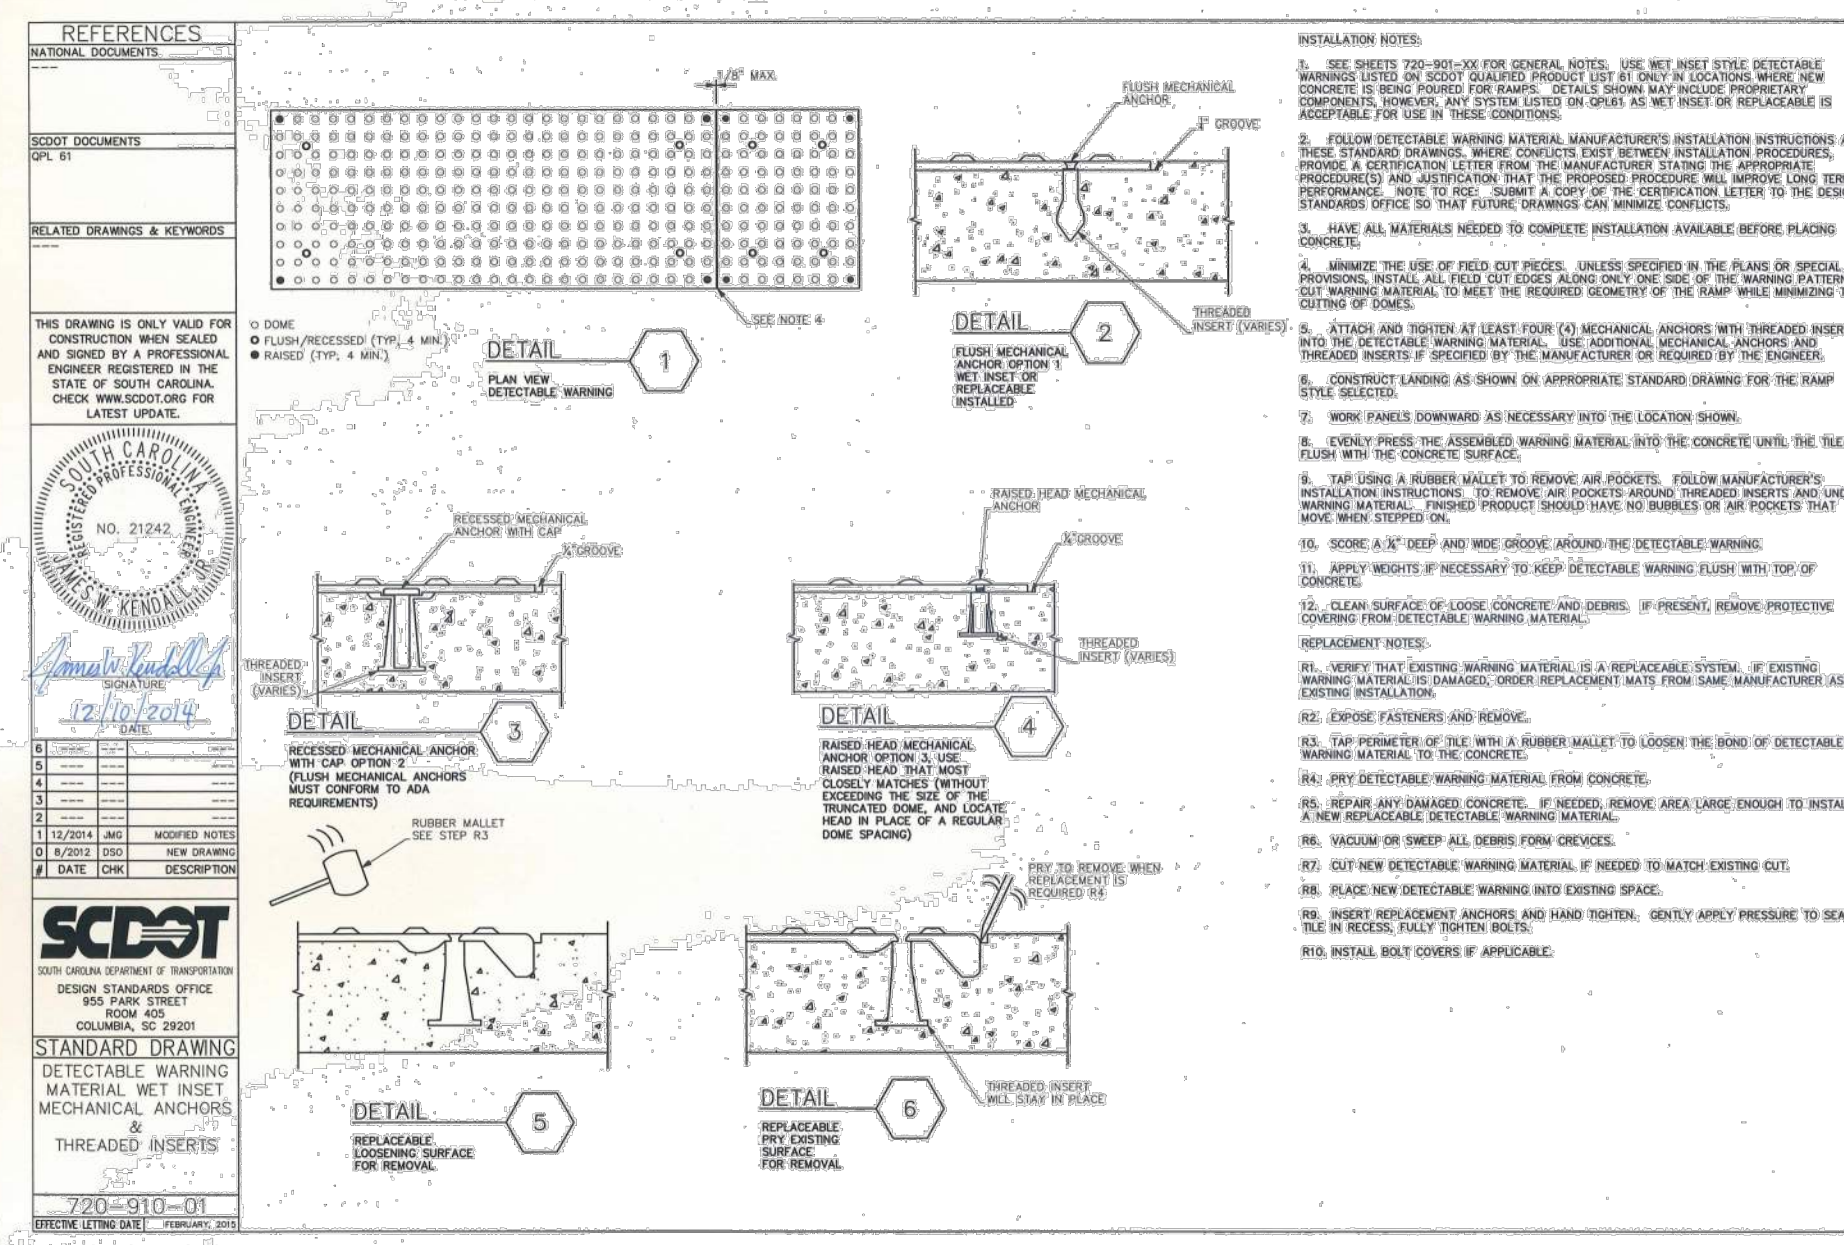 REFERENCES
NATIONAL DOCUMENTS
---
SCDOT DOCUMENTS
QPL 61
RELATED DRAWINGS & KEYWORDS
---
THIS DRAWING IS ONLY VALID FOR
CONSTRUCTION WHEN SEALED
AND SIGNED BY A PROFESSIONAL
ENGINEER REGISTERED IN THE
STATE OF SOUTH CAROLINA.
CHECK WWW.SCDOT.ORG FOR
LATEST UPDATE.
SOUTH CAROLINA
REGISTERED PROFESSIONAL ENGINEER
NO. 21242
JAMES W. KENDALL, JR.
James W Kendall Jr
SIGNATURE
12/10/2014
DATE
6 --- --- ---
5 --- ---
4 --- ---
3 --- ---
2 --- ---
1 12/2014 JMG MODIFIED NOTES
0 8/2012 DSO NEW DRAWING
# DATE CHK DESCRIPTION
SCDOT
SOUTH CAROLINA DEPARTMENT OF TRANSPORTATION
DESIGN STANDARDS OFFICE
955 PARK STREET
ROOM 405
COLUMBIA, SC 29201
STANDARD DRAWING
DETECTABLE WARNING
MATERIAL WET INSET
MECHANICAL ANCHORS
&
THREADED INSERTS
720-910-01
EFFECTIVE LETTING DATE FEBRUARY, 2015
1/8" MAX.
SEE NOTE 4
DOME
FLUSH/RECESSED (TYP, 4 MIN.)
RAISED (TYP, 4 MIN.)
DETAIL 1
PLAN VIEW
DETECTABLE WARNING
FLUSH MECHANICAL
ANCHOR
GROOVE
THREADED
INSERT (VARIES)
DETAIL 2
FLUSH MECHANICAL
ANCHOR OPTION 1
WET INSET OR
REPLACEABLE
INSTALLED
RECESSED MECHANICAL
ANCHOR WITH CAP
¼" GROOVE
THREADED
INSERT
(VARIES)
DETAIL 3
RECESSED MECHANICAL ANCHOR
WITH CAP OPTION 2
(FLUSH MECHANICAL ANCHORS
MUST CONFORM TO ADA
REQUIREMENTS)
RAISED HEAD MECHANICAL
ANCHOR
¼" GROOVE
THREADED
INSERT (VARIES)
DETAIL 4
RAISED HEAD MECHANICAL
ANCHOR OPTION 3, USE
RAISED HEAD THAT MOST
CLOSELY MATCHES (WITHOUT
EXCEEDING THE SIZE OF THE
TRUNCATED DOME, AND LOCATE
HEAD IN PLACE OF A REGULAR
DOME SPACING)
RUBBER MALLET
SEE STEP R3
DETAIL 5
REPLACEABLE
LOOSENING SURFACE
FOR REMOVAL
PRY TO REMOVE WHEN
REPLACEMENT IS
REQUIRED R4
THREADED INSERT
WILL STAY IN PLACE
DETAIL 6
REPLACEABLE
PRY EXISTING
SURFACE
FOR REMOVAL
INSTALLATION NOTES:
1. SEE SHEETS 720-901-XX FOR GENERAL NOTES. USE WET INSET STYLE DETECTABLE
WARNINGS LISTED ON SCDOT QUALIFIED PRODUCT LIST 61 ONLY IN LOCATIONS WHERE NEW
CONCRETE IS BEING POURED FOR RAMPS. DETAILS SHOWN MAY INCLUDE PROPRIETARY
COMPONENTS, HOWEVER, ANY SYSTEM LISTED ON QPL61 AS WET INSET OR REPLACEABLE IS
ACCEPTABLE FOR USE IN THESE CONDITIONS.
2. FOLLOW DETECTABLE WARNING MATERIAL MANUFACTURER'S INSTALLATION INSTRUCTIONS
THESE STANDARD DRAWINGS. WHERE CONFLICTS EXIST BETWEEN INSTALLATION PROCEDURES,
PROVIDE A CERTIFICATION LETTER FROM THE MANUFACTURER STATING THE APPROPRIATE
PROCEDURE(S) AND JUSTIFICATION THAT THE PROPOSED PROCEDURE WILL IMPROVE LONG TER
PERFORMANCE. NOTE TO RCE: SUBMIT A COPY OF THE CERTIFICATION LETTER TO THE DESI
STANDARDS OFFICE SO THAT FUTURE DRAWINGS CAN MINIMIZE CONFLICTS.
3. HAVE ALL MATERIALS NEEDED TO COMPLETE INSTALLATION AVAILABLE BEFORE PLACING
CONCRETE.
4. MINIMIZE THE USE OF FIELD CUT PIECES. UNLESS SPECIFIED IN THE PLANS OR SPECIAL
PROVISIONS, INSTALL ALL FIELD CUT EDGES ALONG ONLY ONE SIDE OF THE WARNING PATTERN
CUT WARNING MATERIAL TO MEET THE REQUIRED GEOMETRY OF THE RAMP WHILE MINIMIZING T
CUTTING OF DOMES.
5. ATTACH AND TIGHTEN AT LEAST FOUR (4) MECHANICAL ANCHORS WITH THREADED INSER
INTO THE DETECTABLE WARNING MATERIAL. USE ADDITIONAL MECHANICAL ANCHORS AND
THREADED INSERTS IF SPECIFIED BY THE MANUFACTURER OR REQUIRED BY THE ENGINEER.
6. CONSTRUCT LANDING AS SHOWN ON APPROPRIATE STANDARD DRAWING FOR THE RAMP
STYLE SELECTED.
7. WORK PANELS DOWNWARD AS NECESSARY INTO THE LOCATION SHOWN.
8. EVENLY PRESS THE ASSEMBLED WARNING MATERIAL INTO THE CONCRETE UNTIL THE TILE
FLUSH WITH THE CONCRETE SURFACE.
9. TAP USING A RUBBER MALLET TO REMOVE AIR POCKETS. FOLLOW MANUFACTURER'S
INSTALLATION INSTRUCTIONS TO REMOVE AIR POCKETS AROUND THREADED INSERTS AND UND
WARNING MATERIAL. FINISHED PRODUCT SHOULD HAVE NO BUBBLES OR AIR POCKETS THAT
MOVE WHEN STEPPED ON.
10. SCORE A ¼" DEEP AND WIDE GROOVE AROUND THE DETECTABLE WARNING.
11. APPLY WEIGHTS IF NECESSARY TO KEEP DETECTABLE WARNING FLUSH WITH TOP OF
CONCRETE.
12. CLEAN SURFACE OF LOOSE CONCRETE AND DEBRIS. IF PRESENT, REMOVE PROTECTIVE
COVERING FROM DETECTABLE WARNING MATERIAL.
REPLACEMENT NOTES:
R1. VERIFY THAT EXISTING WARNING MATERIAL IS A REPLACEABLE SYSTEM. IF EXISTING
WARNING MATERIAL IS DAMAGED, ORDER REPLACEMENT MATS FROM SAME MANUFACTURER AS
EXISTING INSTALLATION.
R2. EXPOSE FASTENERS AND REMOVE.
R3. TAP PERIMETER OF TILE WITH A RUBBER MALLET TO LOOSEN THE BOND OF DETECTABLE
WARNING MATERIAL TO THE CONCRETE.
R4. PRY DETECTABLE WARNING MATERIAL FROM CONCRETE.
R5. REPAIR ANY DAMAGED CONCRETE. IF NEEDED, REMOVE AREA LARGE ENOUGH TO INSTAL
A NEW REPLACEABLE DETECTABLE WARNING MATERIAL.
R6. VACUUM OR SWEEP ALL DEBRIS FORM CREVICES.
R7. CUT NEW DETECTABLE WARNING MATERIAL IF NEEDED TO MATCH EXISTING CUT.
R8. PLACE NEW DETECTABLE WARNING INTO EXISTING SPACE.
R9. INSERT REPLACEMENT ANCHORS AND HAND TIGHTEN. GENTLY APPLY PRESSURE TO SEA
TILE IN RECESS, FULLY TIGHTEN BOLTS.
R10. INSTALL BOLT COVERS IF APPLICABLE.